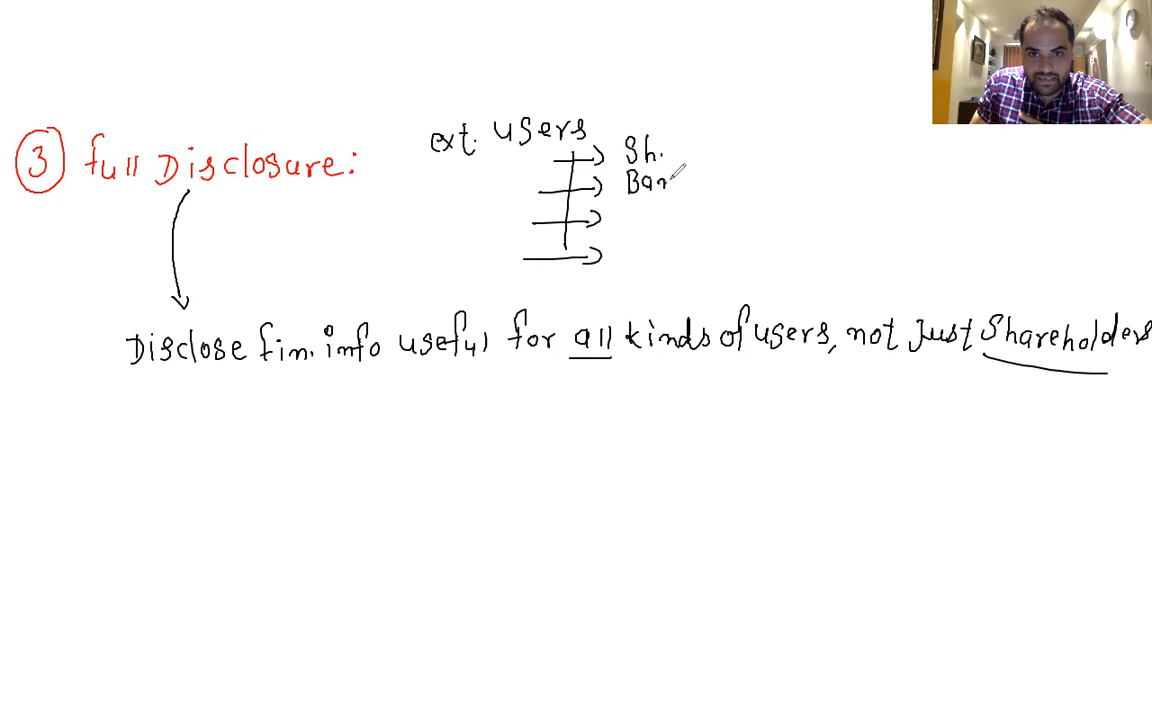 3 full Disclosure:
ext. users
Sh.
Ban
Disclose fin. info useful for all kinds of users, not Just Shareholders